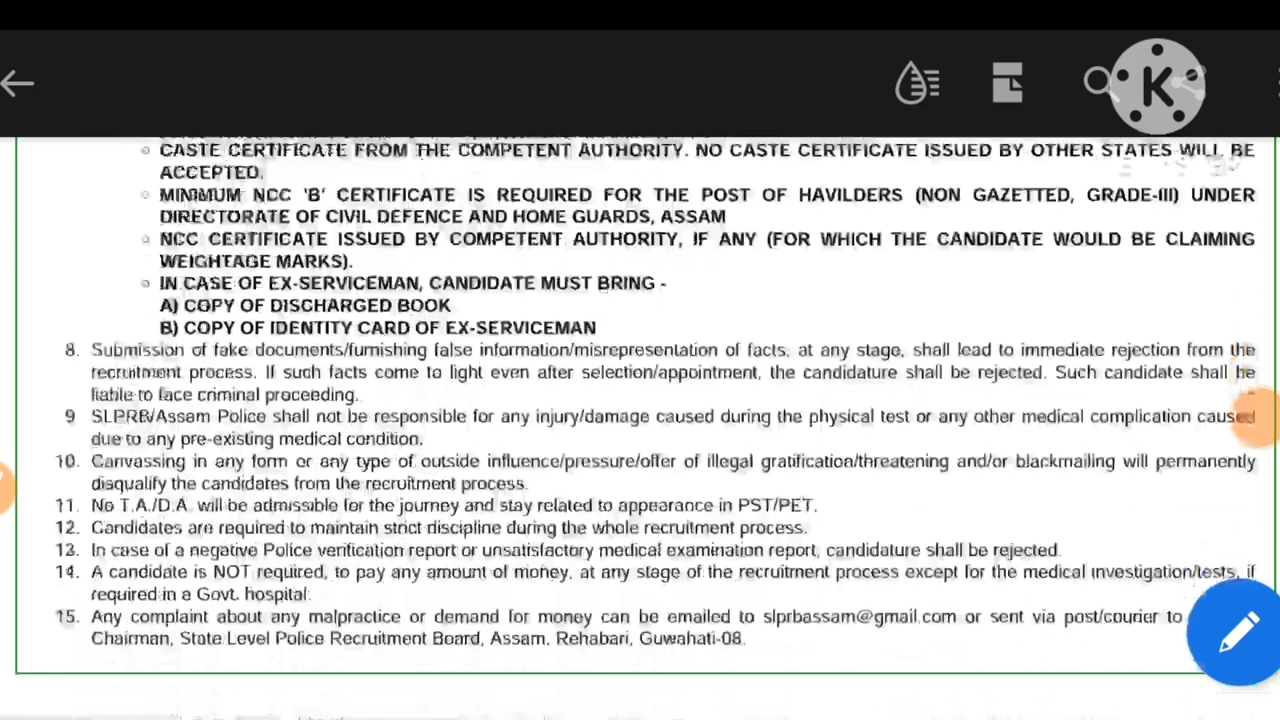 CASTE CERTIFICATE FROM THE COMPETENT AUTHORITY. NO CASTE CERTIFICATE ISSUED BY OTHER STATES WILL BE
ACCEPTED.
MINIMUM NCC 'B' CERTIFICATE IS REQUIRED FOR THE POST OF HAVILDERS (NON GAZETTED, GRADE-III) UNDER
DIRECTORATE OF CIVIL DEFENCE AND HOME GUARDS, ASSAM
NCC CERTIFICATE ISSUED BY COMPETENT AUTHORITY, IF ANY (FOR WHICH THE CANDIDATE WOULD BE CLAIMING
WEIGHTAGE MARKS).
IN CASE OF EX-SERVICEMAN, CANDIDATE MUST BRING -
A) COPY OF DISCHARGED BOOK
B) COPY OF IDENTITY CARD OF EX-SERVICEMAN
8. Submission of fake documents/furnishing false information/misrepresentation of facts, at any stage, shall lead to immediate rejection from the
recruitment process. If such facts come to light even after selection/appointment, the candidature shall be rejected. Such candidate shall be
liable to face criminal proceeding.
9 SLPRB/Assam Police shall not be responsible for any injury/damage caused during the physical test or any other medical complication caused
due to any pre-existing medical condition.
10. Canvassing in any form or any type of outside influence/pressure/offer of illegal gratification/threatening and/or blackmailing will permanently
disqualify the candidates from the recruitment process.
11. No T.A./D.A. will be admissible for the journey and stay related to appearance in PST/PET.
12. Candidates are required to maintain strict discipline during the whole recruitment process.
13. In case of a negative Police verification report or unsatisfactory medical examination report, candidature shall be rejected.
14. A candidate is NOT required, to pay any amount of money, at any stage of the recruitment process except for the medical investigation/tests, if
required in a Govt. hospital.
15. Any complaint about any malpractice or demand for money can be emailed to slprbassam@gmail.com or sent via post/courier to
Chairman, State Level Police Recruitment Board, Assam, Rehabari, Guwahati-08.
K